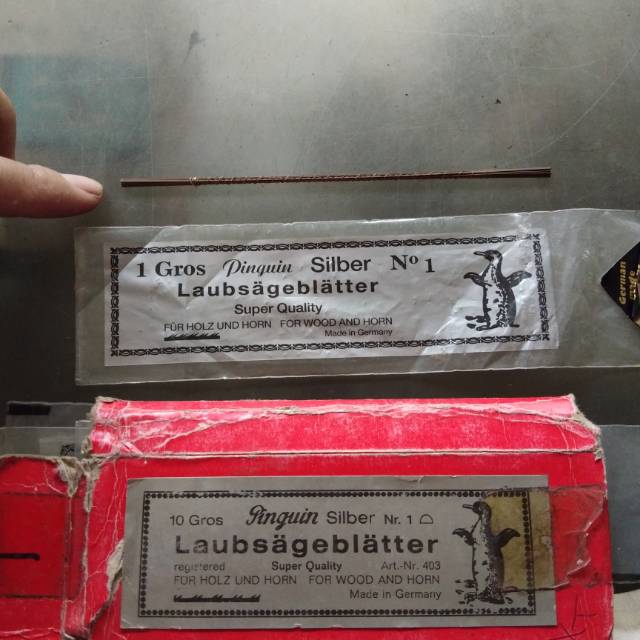 1 Gros Pinguin Silber Nº 1
Laubsägeblätter
Super Quality
FÜR HOLZ UND HORN FOR WOOD AND HORN
Made in Germany
German
10 Gros Pinguin Silber Nr. 1
Laubsägeblätter
registered Super Quality Art.-Nr. 403
FÜR HOLZ UND HORN FOR WOOD AND HORN
Made in Germany